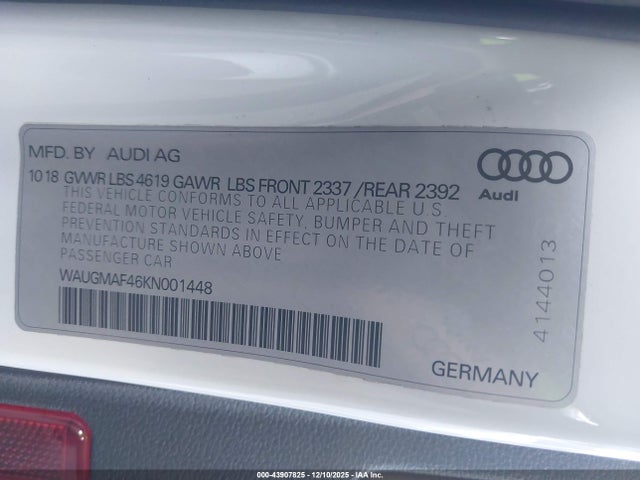 MFD. BY AUDI AG
Audi
1018 GVWR LBS 4619 GAWR LBS FRONT 2337 /REAR 2392
THIS VEHICLE CONFORMS TO ALL APPLICABLE U.S.
FEDERAL MOTOR VEHICLE SAFETY, BUMPER AND THEFT
PREVENTION STANDARDS IN EFFECT ON THE DATE OF
MANUFACTURE SHOWN ABOVE
PASSENGER CAR
WAUGMAF46KN001448
4144013
GERMANY
000-43907825 - 12/10/2025 - IAA Inc.